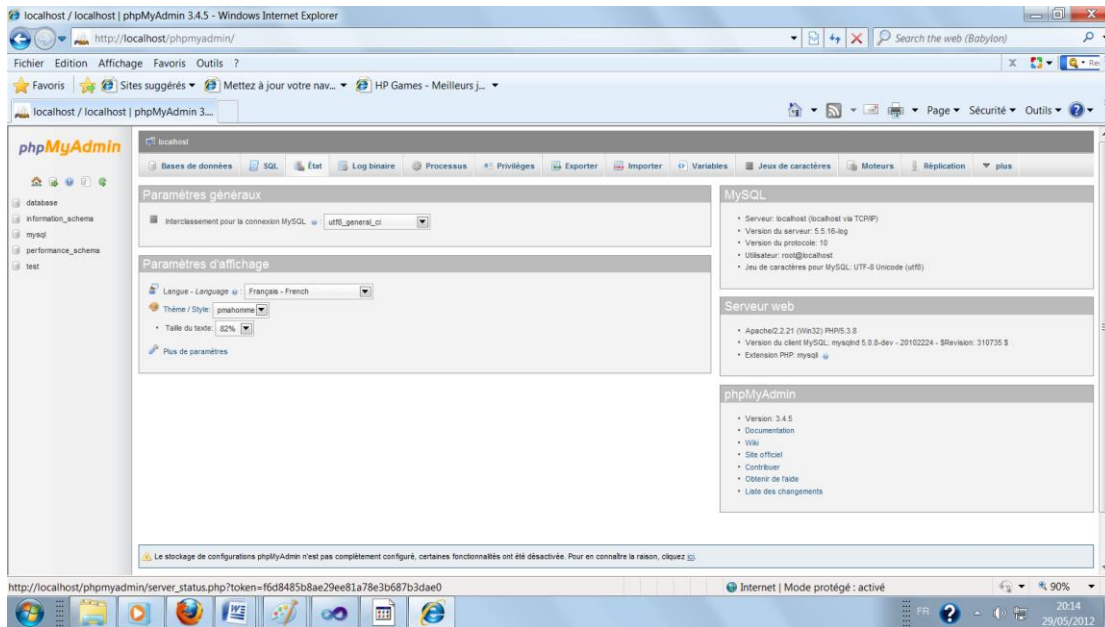 localhost / localhost | phpMyAdmin 3.4.5 - Windows Internet Explorer
http://localhost/phpmyadmin/
Search the web (Babylon)
Fichier Edition Affichage Favoris Outils ?
Favoris Sites suggérés Mettez à jour votre nav... HP Games - Meilleurs j...
localhost / localhost | phpMyAdmin 3....
Page Sécurité Outils
phpMyAdmin
database
information_schema
mysql
performance_schema
test
localhost
Bases de données SQL État Log binaire Processus Privilèges Exporter Importer Variables Jeux de caractères Moteurs Réplication plus
Paramètres généraux
Interclassement pour la connexion MySQL : utf8_general_ci
Paramètres d'affichage
Langue - Language : Français - French
Thème / Style: pmahomme
Taille du texte: 82%
Plus de paramètres
MySQL
Serveur: localhost (localhost via TCP/IP)
Version du serveur: 5.5.16-log
Version du protocole: 10
Utilisateur: root@localhost
Jeu de caractères pour MySQL: UTF-8 Unicode (utf8)
Serveur web
Apache/2.2.21 (Win32) PHP/5.3.8
Version du client MySQL: mysqlnd 5.0.8-dev - 20102224 - $Revision: 310735 $
Extension PHP: mysqli
phpMyAdmin
Version: 3.4.5
Documentation
Wiki
Site officiel
Contribuer
Obtenir de l'aide
Liste des changements
Le stockage de configurations phpMyAdmin n'est pas complètement configuré, certaines fonctionnalités ont été désactivée. Pour en connaître la raison, cliquez ici.
http://localhost/phpmyadmin/server_status.php?token=f6d8485b8ae29ee81a78e3b687b3dae0
Internet | Mode protégé : activé
90%
FR
20:14
29/05/2012